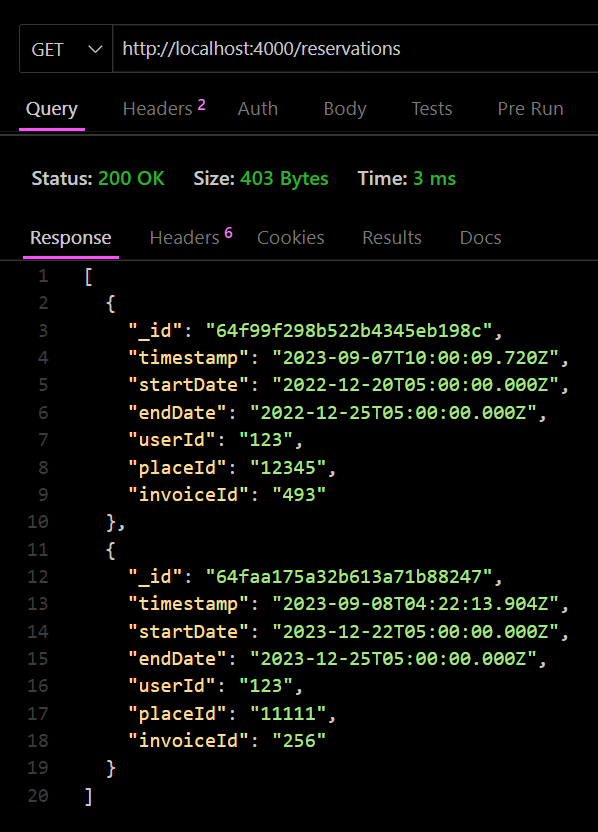 GET http://localhost:4000/reservations
Query Headers 2 Auth Body Tests Pre Run
Status: 200 OK Size: 403 Bytes Time: 3 ms
Response Headers 6 Cookies Results Docs
1 [
2 {
3 "_id": "64f99f298b522b4345eb198c",
4 "timestamp": "2023-09-07T10:00:09.720Z",
5 "startDate": "2022-12-20T05:00:00.000Z",
6 "endDate": "2022-12-25T05:00:00.000Z",
7 "userId": "123",
8 "placeId": "12345",
9 "invoiceId": "493"
10 },
11 {
12 "_id": "64faa175a32b613a71b88247",
13 "timestamp": "2023-09-08T04:22:13.904Z",
14 "startDate": "2023-12-22T05:00:00.000Z",
15 "endDate": "2023-12-25T05:00:00.000Z",
16 "userId": "123",
17 "placeId": "11111",
18 "invoiceId": "256"
19 }
20 ]